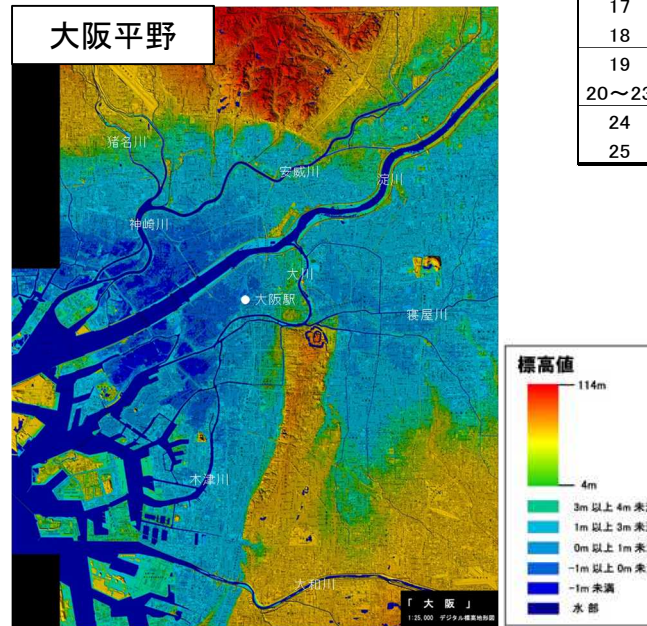 大阪平野
17
18
19
20～23
24
25
猪名川
安威川
淀川
神崎川
大川
大阪駅
寝屋川
木津川
大和川
「大阪」
1:25,000 デジタル標高地形図
標高値
114m
4m
3m 以上 4m 未
1m 以上 3m 未
0m 以上 1m 未
-1m 以上 0m 未
-1m 未満
水部